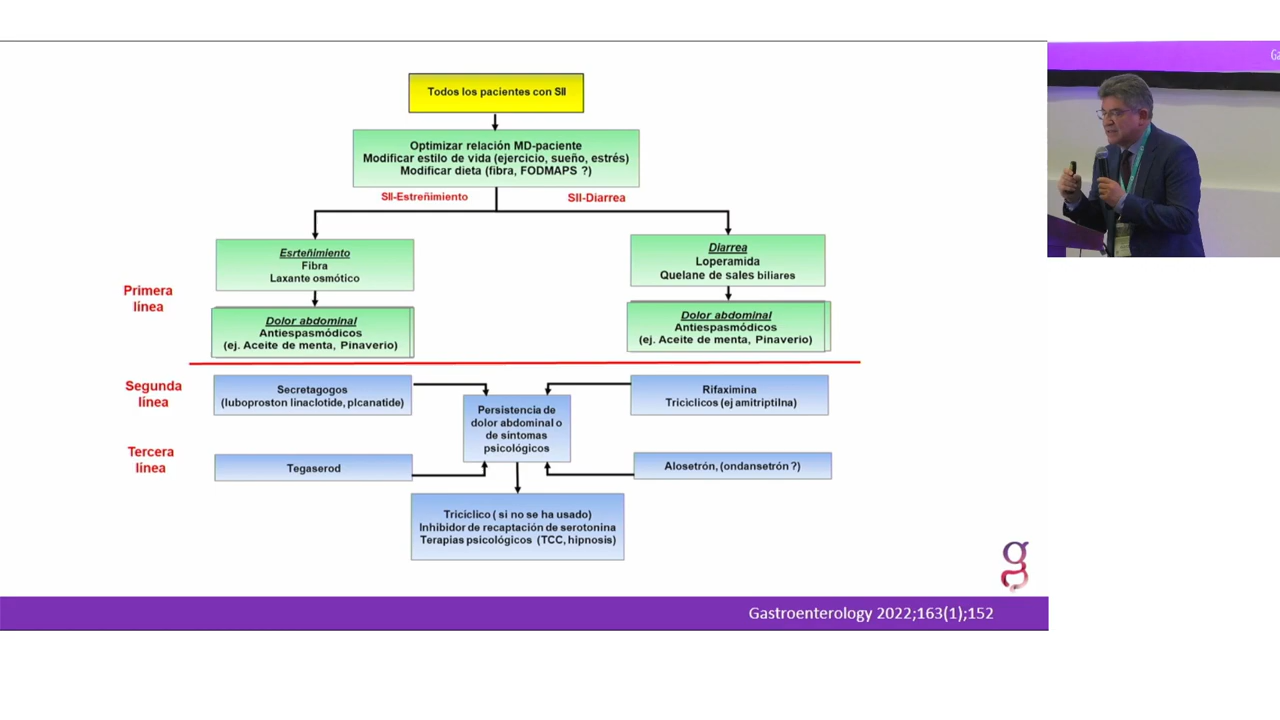 Todos los pacientes con SII
Optimizar relación MD-paciente
Modificar estilo de vida (ejercicio, sueño, estrés)
Modificar dieta (fibra, FODMAPS ?)
SII-Estreñimiento
SII-Diarrea
Primera
línea
Esrteñimiento
Fibra
Laxante osmótico
Diarrea
Loperamida
Quelane de sales biliares
Dolor abdominal
Antiespasmódicos
(ej. Aceite de menta, Pinaverio)
Dolor abdominal
Antiespasmódicos
(ej. Aceite de menta, Pinaverio)
Segunda
línea
Secretagogos
(luboproston linaclotide, plcanatide)
Persistencia de
dolor abdominal o
de síntomas
psicológicos
Rifaximina
Triciclicos (ej amitriptilna)
Tercera
línea
Tegaserod
Alosetrón, (ondansetrón ?)
Tricíclico ( si no se ha usado)
Inhibidor de recaptación de serotonina
Terapias psicológicos (TCC, hipnosis)
Gastroenterology 2022;163(1);152